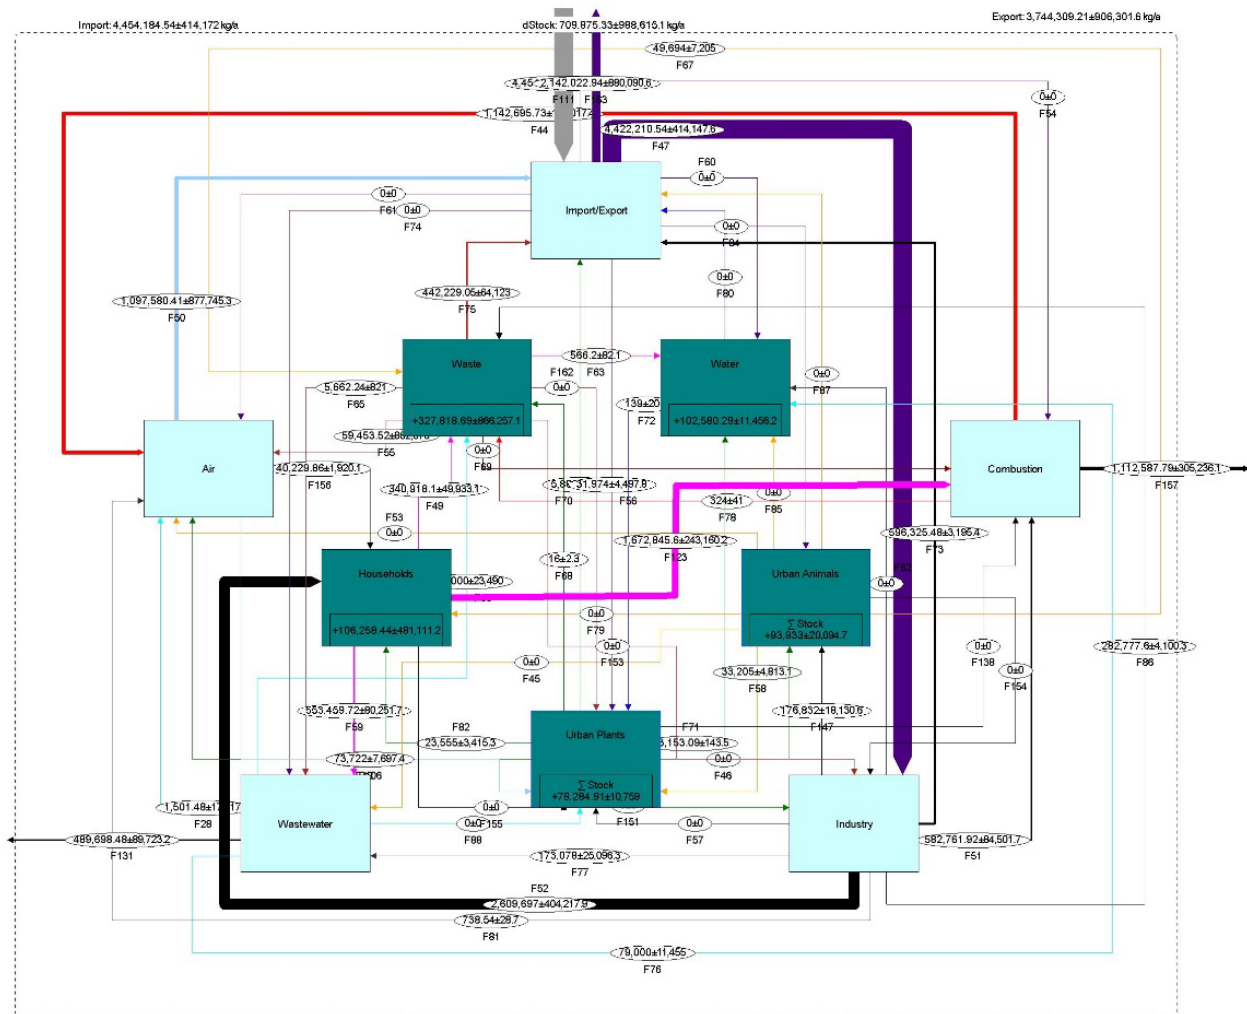 Import: 4,454,184.54±414,172 kg/a
dStock: 709,875.33±988,615.1 kg/a
Export: 3,744,309.21±906,301.6 kg/a
49,694±7,205
F67
2,142,022.94±880,090.6
F111
F163
0±0
F54
1,142,695.73±
F44
4,422,210.54±414,147.6
F47
F60
0±0
0±0
F61
0±0
F74
Import/Export
0±0
F84
0±0
F80
1,097,580.41±877,745.3
F50
442,229.05±64,123
F75
Waste
+327,818.69±866,257.1
566.2±82.1
F162
F63
Water
+102,580.29±11,456.2
0±0
F87
5,662.24±821
F65
0±0
139±20
F72
59,453.52±
F55
0±0
F69
Air
40,229.86±1,920.1
F156
340,918.1±49,933.1
F49
31,974±4,497.8
F70
F56
324±41
F78
0±0
F85
Combustion
1,112,587.79±305,236.1
F157
F53
0±0
1,672,845.6±243,160.2
F123
596,325.48±3,195.4
F73
Households
+106,258.44±481,111.2
000±23,490
16±2.3
F68
Urban Animals
∑ Stock
+93,933±20,094.7
F62
0±0
F79
0±0
F153
0±0
F45
0±0
F138
0±0
F154
282,777.6±4,100.3
F86
33,205±4,813.1
F58
553,459.72±80,251.7
F59
176,832±18,130.6
F147
F82
23,555±3,415.3
Urban Plants
∑ Stock
+79,284.91±10,759
F71
3,153.09±143.5
0±0
F46
73,722±7,697.4
Wastewater
Industry
1,501.48±
F28
0±0
F155
0±0
F88
F151
0±0
F57
489,698.48±89,723.2
F131
582,761.92±84,501.7
F51
173,078±25,096.3
F77
F52
2,609,697±404,217.9
738.54±28.7
F81
79,000±11,455
F76